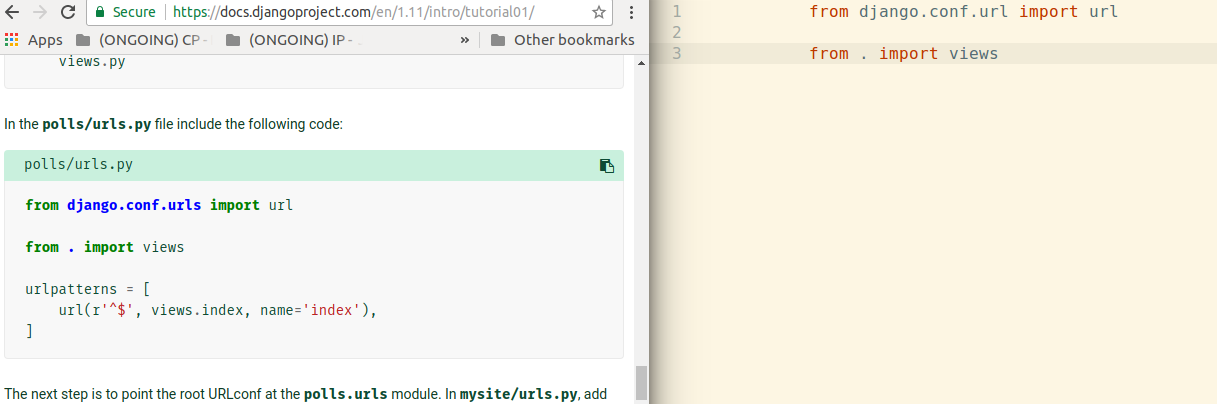 Secure https://docs.djangoproject.com/en/1.11/intro/tutorial01/
Apps (ONGOING) CP - (ONGOING) IP - » Other bookmarks
views.py
In the polls/urls.py file include the following code:
polls/urls.py
from django.conf.urls import url
from . import views
urlpatterns = [
url(r'^$', views.index, name='index'),
]
The next step is to point the root URLconf at the polls.urls module. In mysite/urls.py, add
1 from django.conf.url import url
2
3 from . import views